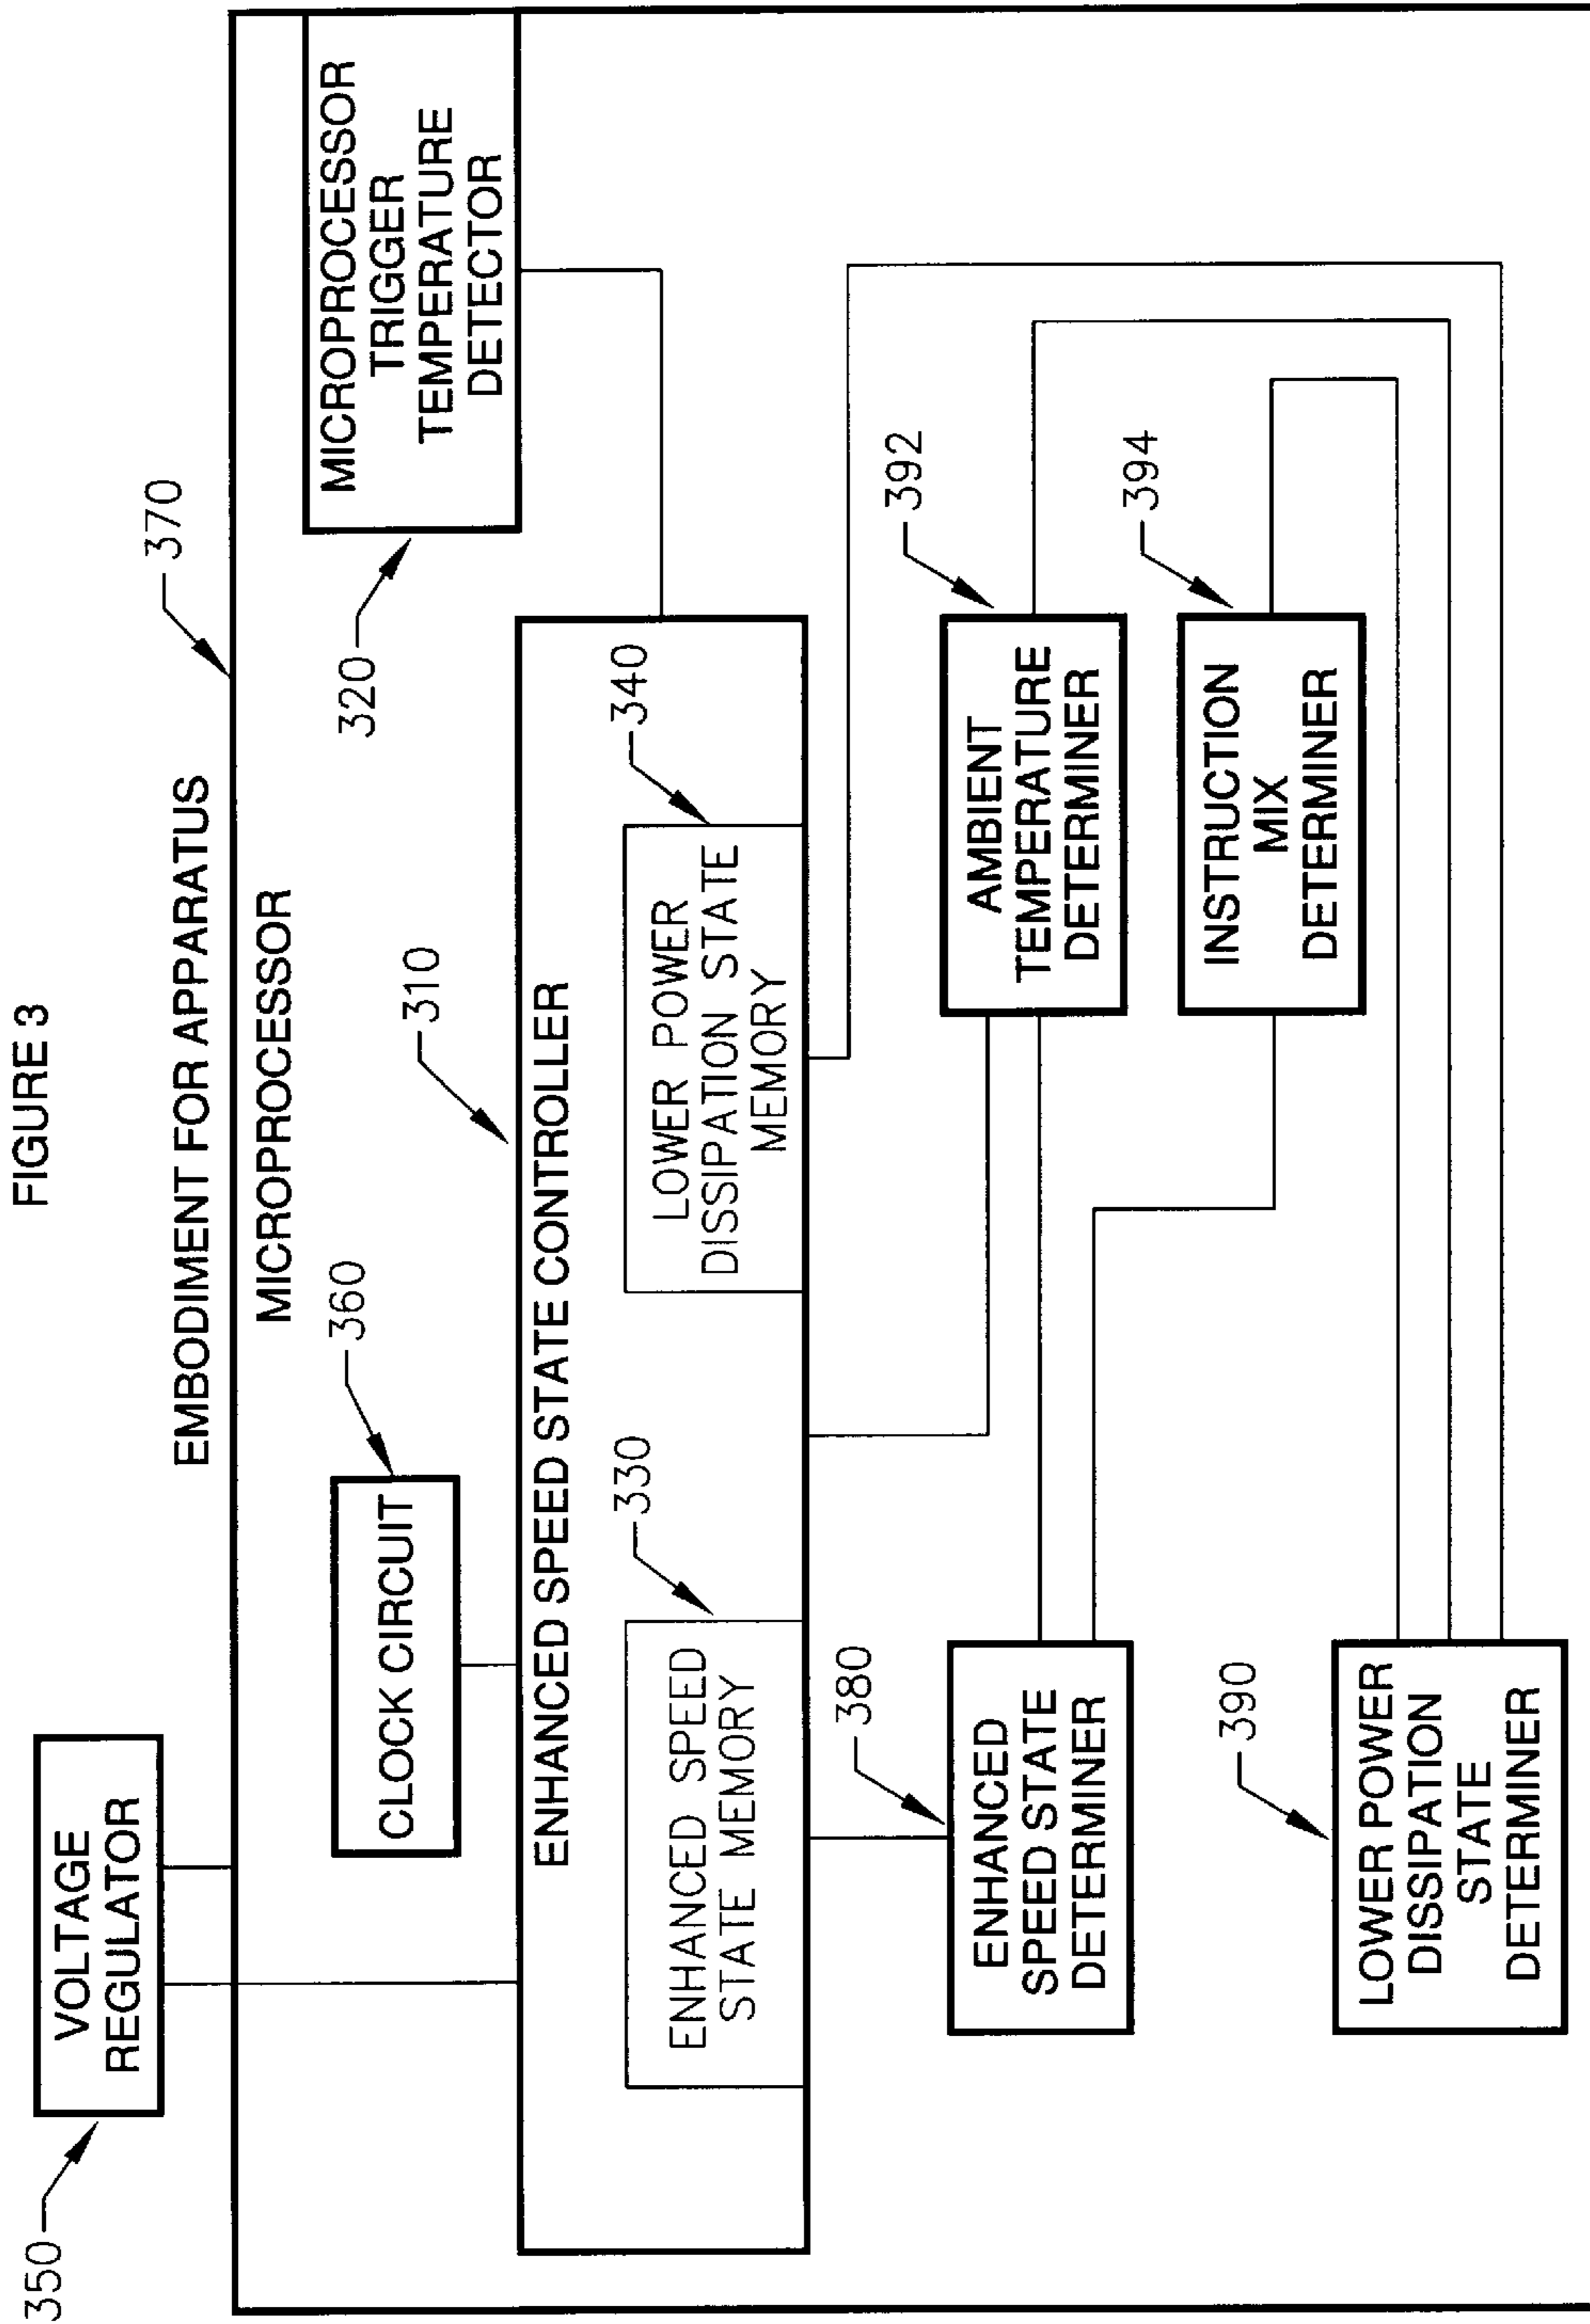 FIGURE 3
EMBODIMENT FOR APPARATUS
350
VOLTAGE
REGULATOR
370
MICROPROCESSOR
360
CLOCK CIRCUIT
320
MICROPROCESSOR
TRIGGER
TEMPERATURE
DETECTOR
310
ENHANCED SPEED STATE CONTROLLER
330
ENHANCED SPEED
STATE MEMORY
340
LOWER POWER
DISSIPATION STATE
MEMORY
380
ENHANCED
SPEED STATE
DETERMINER
392
AMBIENT
TEMPERATURE
DETERMINER
394
INSTRUCTION
MIX
DETERMINER
390
LOWER POWER
DISSIPATION
STATE
DETERMINER